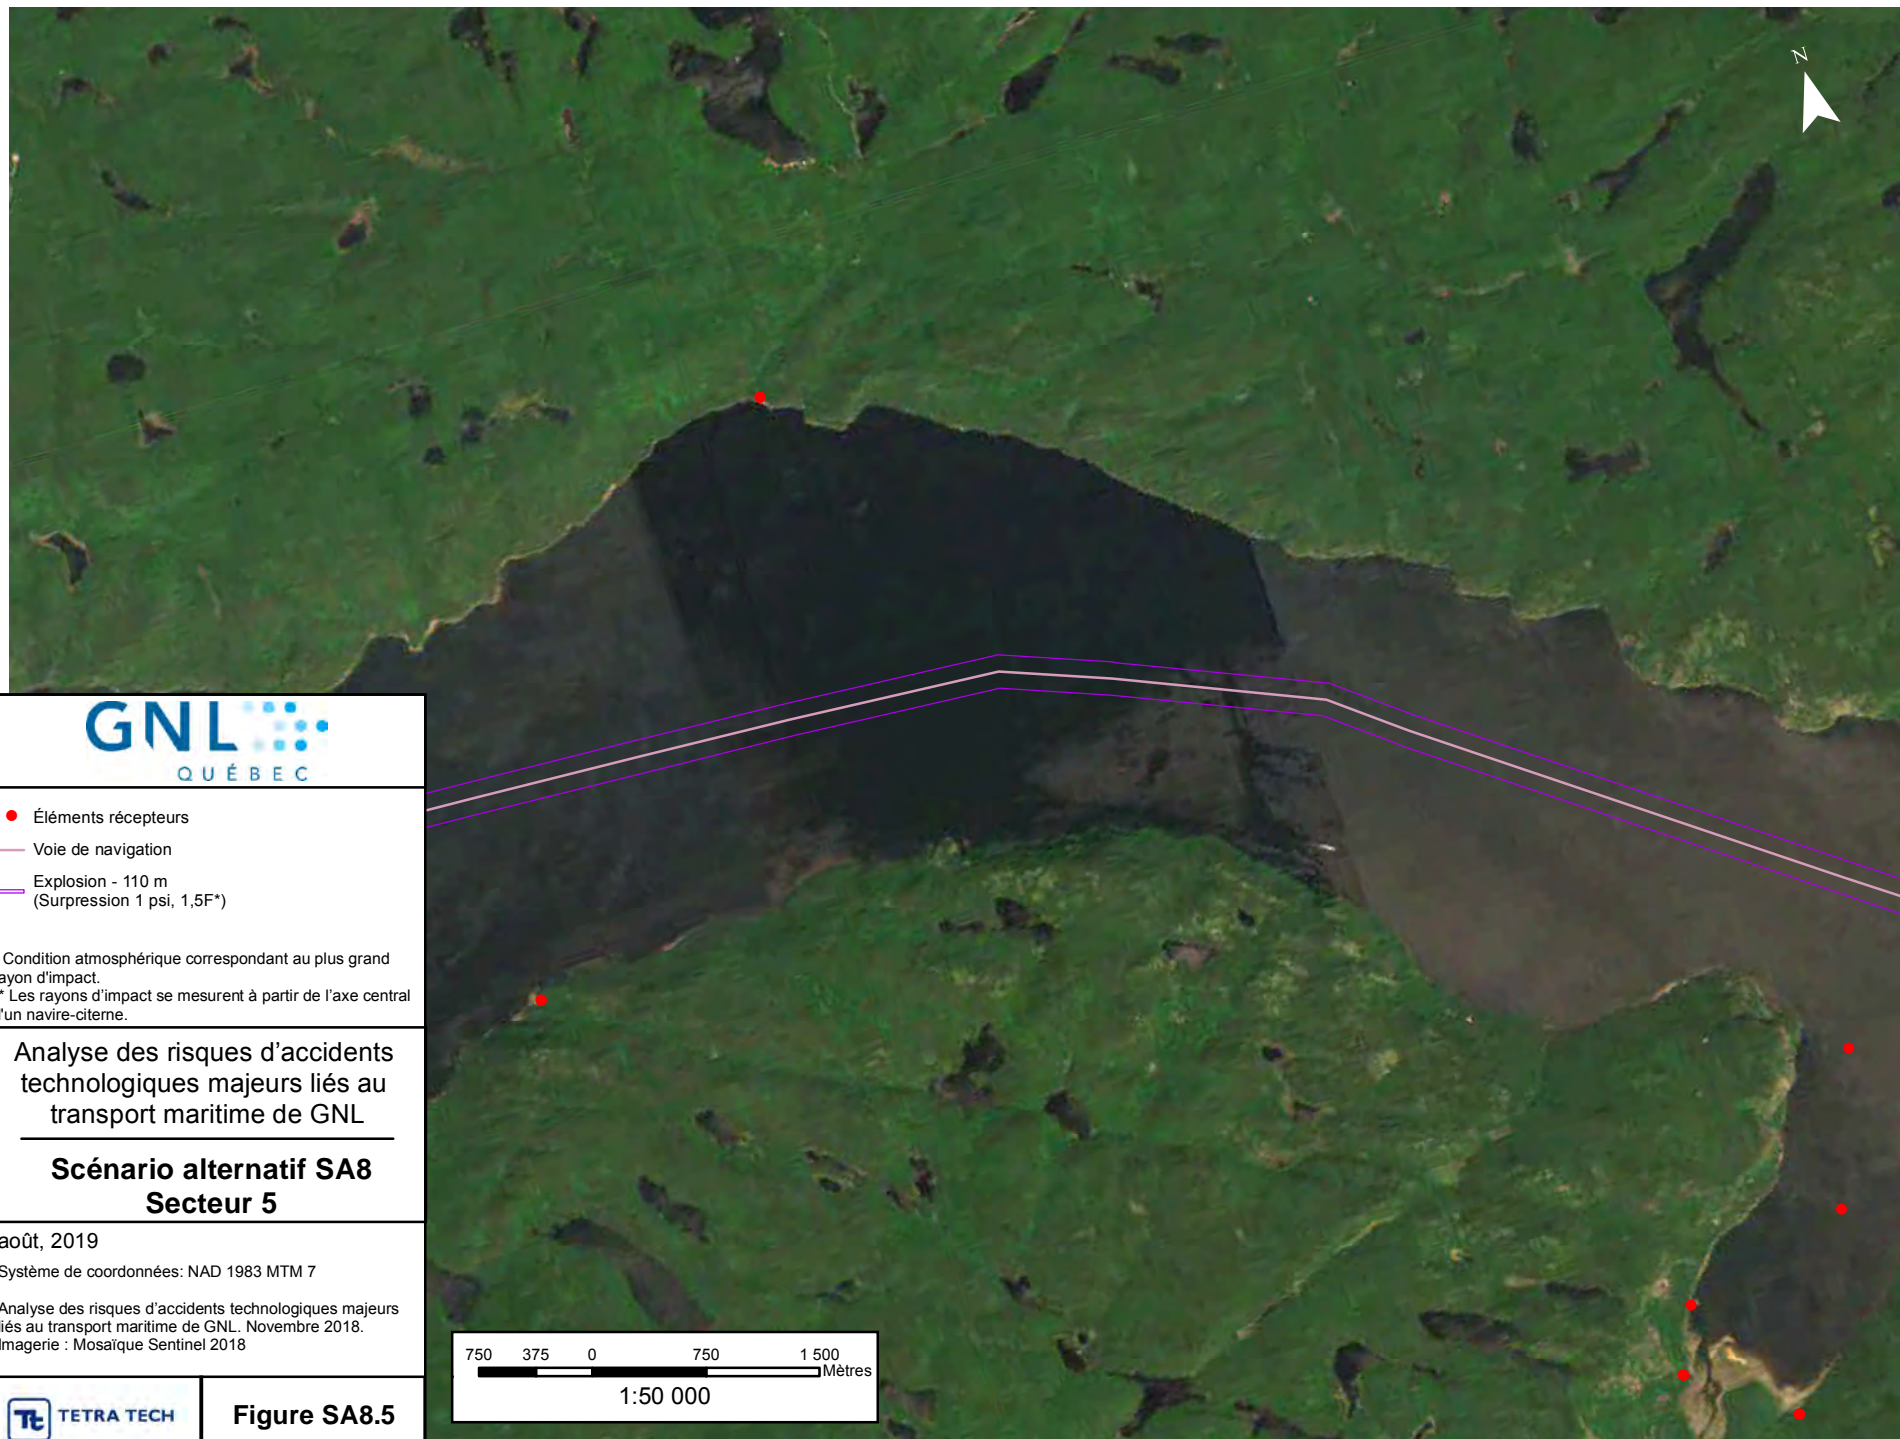 N
GNL
QUÉBEC
Éléments récepteurs
Voie de navigation
Explosion - 110 m
(Surpression 1 psi, 1,5F*)
Condition atmosphérique correspondant au plus grand
ayon d'impact.
* Les rayons d'impact se mesurent à partir de l'axe central
'un navire-citerne.
Analyse des risques d'accidents
technologiques majeurs liés au
transport maritime de GNL
Scénario alternatif SA8
Secteur 5
août, 2019
Système de coordonnées: NAD 1983 MTM 7
Analyse des risques d'accidents technologiques majeurs
liés au transport maritime de GNL. Novembre 2018.
Imagerie : Mosaïque Sentinel 2018
Tt TETRA TECH
Figure SA8.5
750 375 0 750 1 500
Mètres
1:50 000